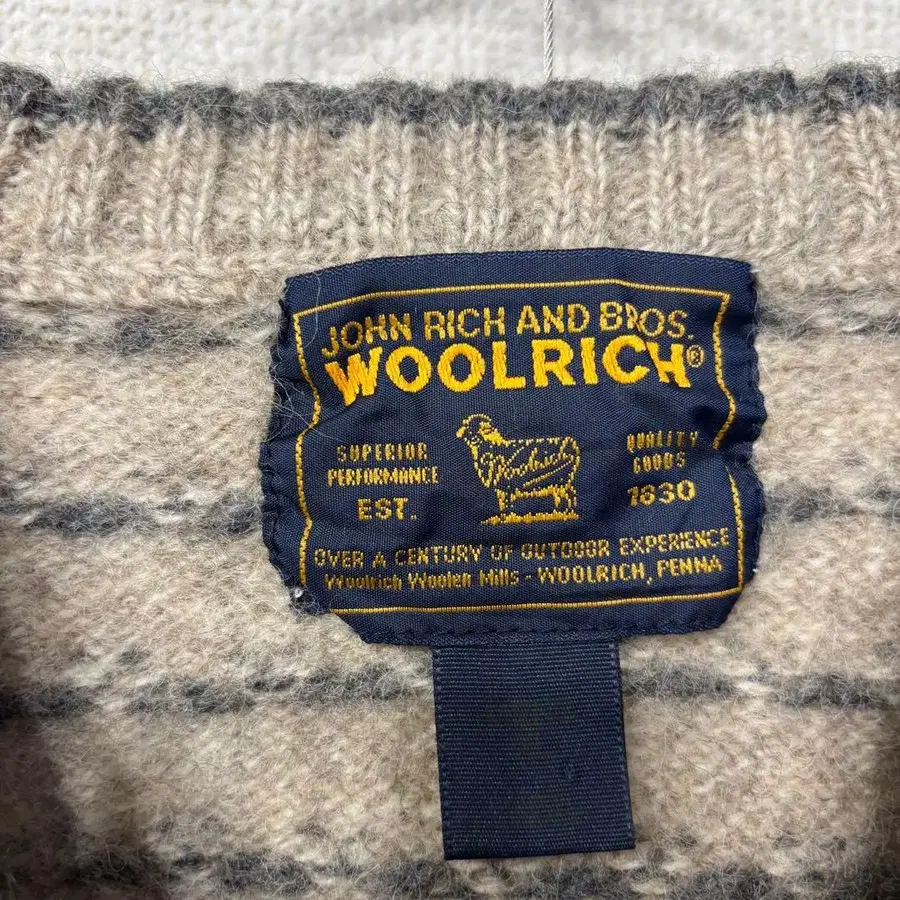 JOHN RICH AND BROS.
WOOLRICH®
SUPERIOR PERFORMANCE
EST.
Woolrich
QUALITY GOODS
1830
OVER A CENTURY OF OUTDOOR EXPERIENCE
Woolrich Woolen Mills - WOOLRICH, PENNA